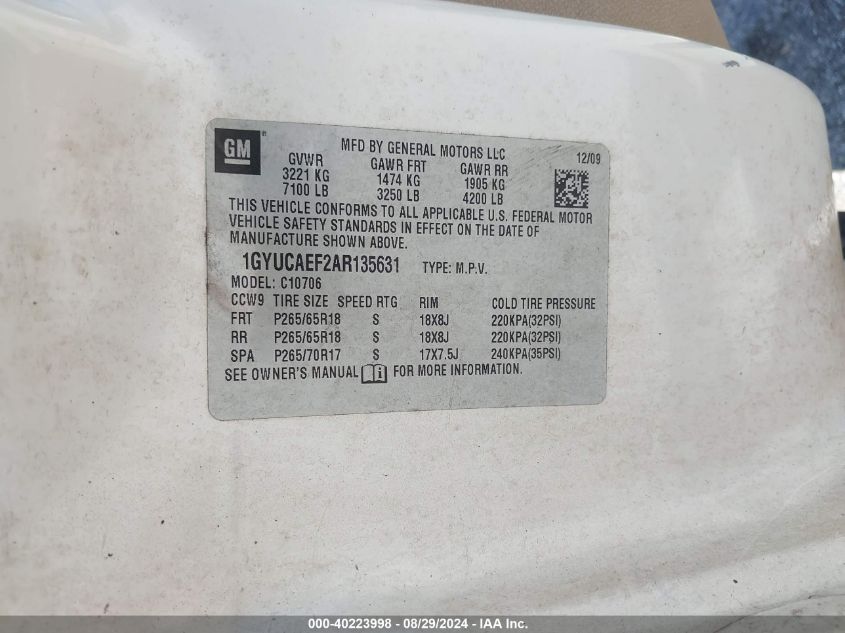 GM
MFD BY GENERAL MOTORS LLC 12/09
GVWR GAWR FRT GAWR RR
3221 KG 1474 KG 1905 KG
7100 LB 3250 LB 4200 LB
THIS VEHICLE CONFORMS TO ALL APPLICABLE U.S. FEDERAL MOTOR
VEHICLE SAFETY STANDARDS IN EFFECT ON THE DATE OF
MANUFACTURE SHOWN ABOVE.
1GYUCAEF2AR135631 TYPE: M.P.V.
MODEL: C10706
CCW9 TIRE SIZE SPEED RTG RIM COLD TIRE PRESSURE
FRT P265/65R18 S 18X8J 220KPA(32PSI)
RR P265/65R18 S 18X8J 220KPA(32PSI)
SPA P265/70R17 S 17X7.5J 240KPA(35PSI)
SEE OWNER'S MANUAL FOR MORE INFORMATION.
000-40223998 - 08/29/2024 - IAA Inc.